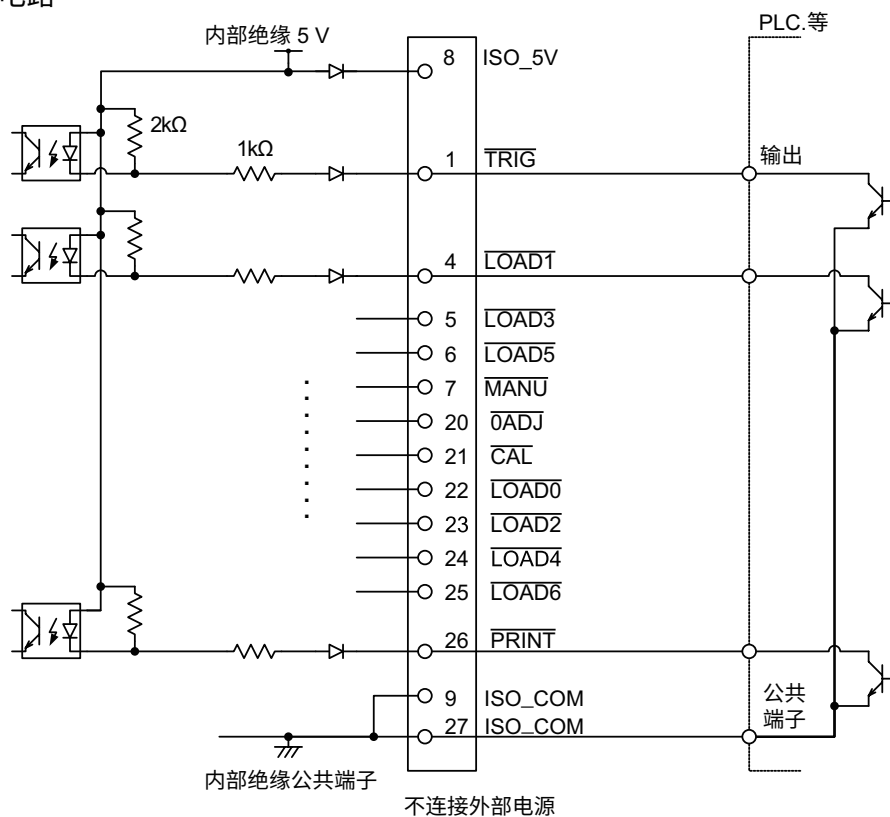 电路
PLC.等
内部绝缘 5 V
8 ISO_5V
2kΩ
1kΩ
1 TRIG
输出
4 LOAD1
5 LOAD3
6 LOAD5
7 MANU
20 0ADJ
21 CAL
22 LOAD0
23 LOAD2
24 LOAD4
25 LOAD6
26 PRINT
9 ISO_COM
公共
端子
27 ISO_COM
内部绝缘公共端子
不连接外部电源